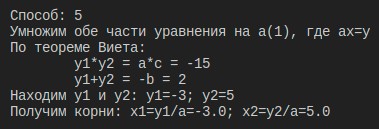 Способ: 5
Умножим обе части уравнения на a(1), где ax=y
По теореме Виета:
y1*y2 = a*c = -15
y1+y2 = -b = 2
Находим y1 и y2: y1=-3; y2=5
Получим корни: x1=y1/a=-3.0; x2=y2/a=5.0